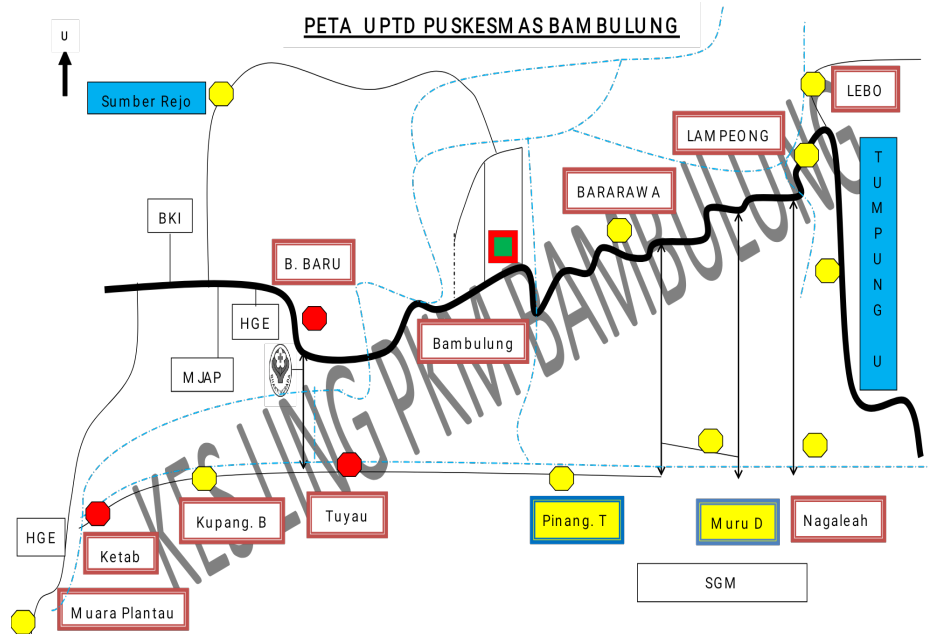 PETA UPTD PUSKESMAS BAMBULUNG
U
Sumber Rejo
LEBO
LAMPEONG
TUMPUNG U
BARARAWA
BKI
B. BARU
HGE
Bambulung
MJAP
KESLING PKM BAMBULUNG
Kupang. B
Tuyau
Pinang. T
Muru D
Nagaleah
HGE
Ketab
SGM
Muara Plantau